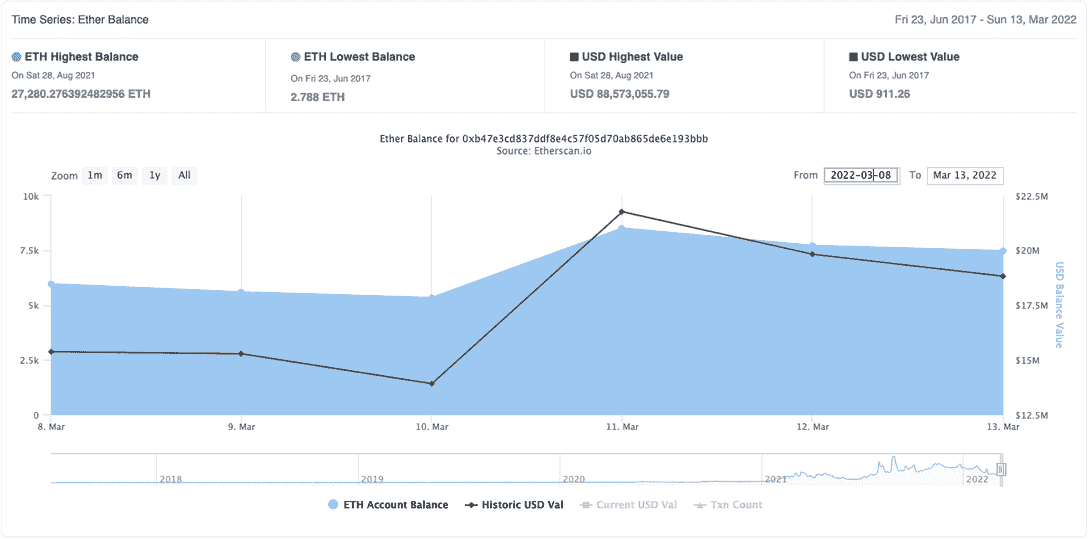 Time Series: Ether Balance
Fri 23, Jun 2017 - Sun 13, Mar 2022
ETH Highest Balance
On Sat 28, Aug 2021
27,280.276392482956 ETH
ETH Lowest Balance
On Fri 23, Jun 2017
2.788 ETH
USD Highest Value
On Sat 28, Aug 2021
USD 88,573,055.79
USD Lowest Value
On Fri 23, Jun 2017
USD 911.26
Ether Balance for 0xb47e3cd837ddf8e4c57f05d70ab865de6e193bbb
Source: Etherscan.io
Zoom 1m 6m 1y All
From 2022-03-08 To Mar 13, 2022
10k
7.5k
5k
2.5k
0
$22.5M
$20M
$17.5M
$15M
$12.5M
USD Balance Value
8. Mar 9. Mar 10. Mar 11. Mar 12. Mar 13. Mar
2018 2019 2020 2021 2022
ETH Account Balance Historic USD Val Current USD Val Txn Count